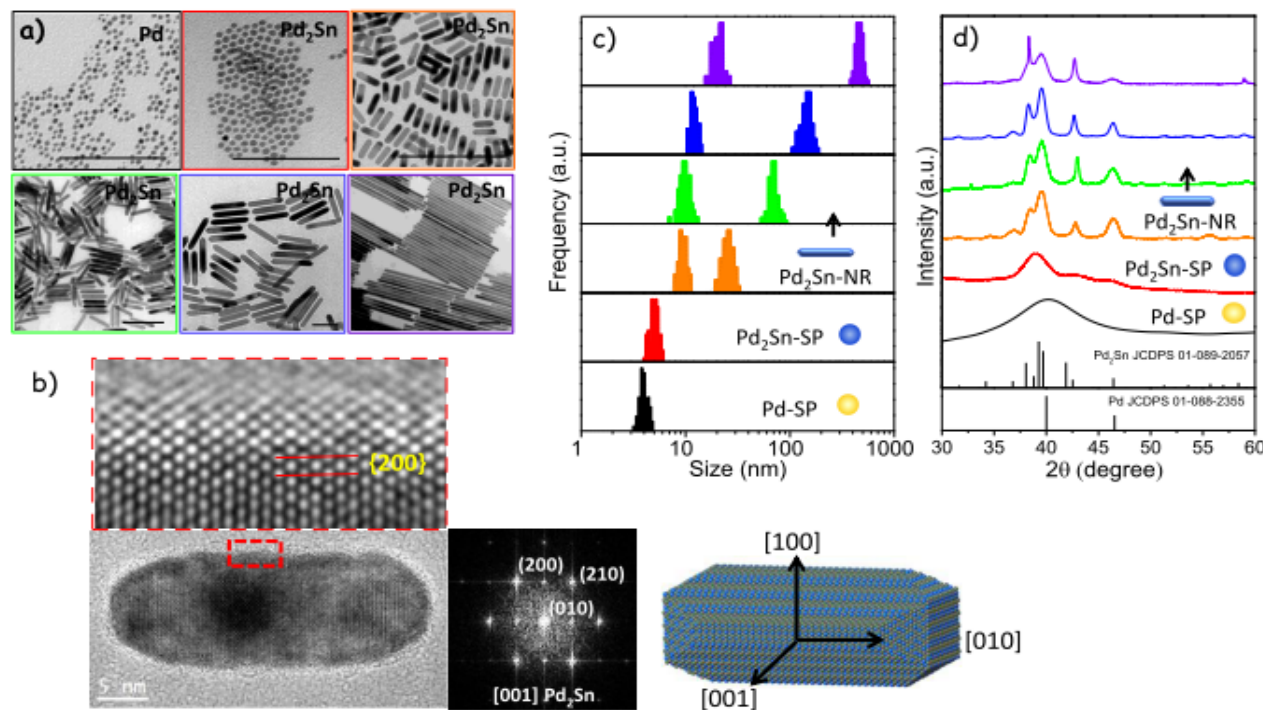 a)
Pd
Pd₂Sn
Pd₂Sn
Pd₂Sn
Pd₂Sn
Pd₂Sn
b)
{200}
5 nm
(200)
(210)
(010)
[001] Pd₂Sn
[100]
[010]
[001]
c)
Frequency (a.u.)
Pd₂Sn-NR
Pd₂Sn-SP
Pd-SP
1 10 100 1000
Size (nm)
d)
Intensity (a.u.)
Pd₂Sn-NR
Pd₂Sn-SP
Pd-SP
Pd₂Sn JCDPS 01-089-2057
Pd JCDPS 01-088-2355
30 35 40 45 50 55 60
2θ (degree)